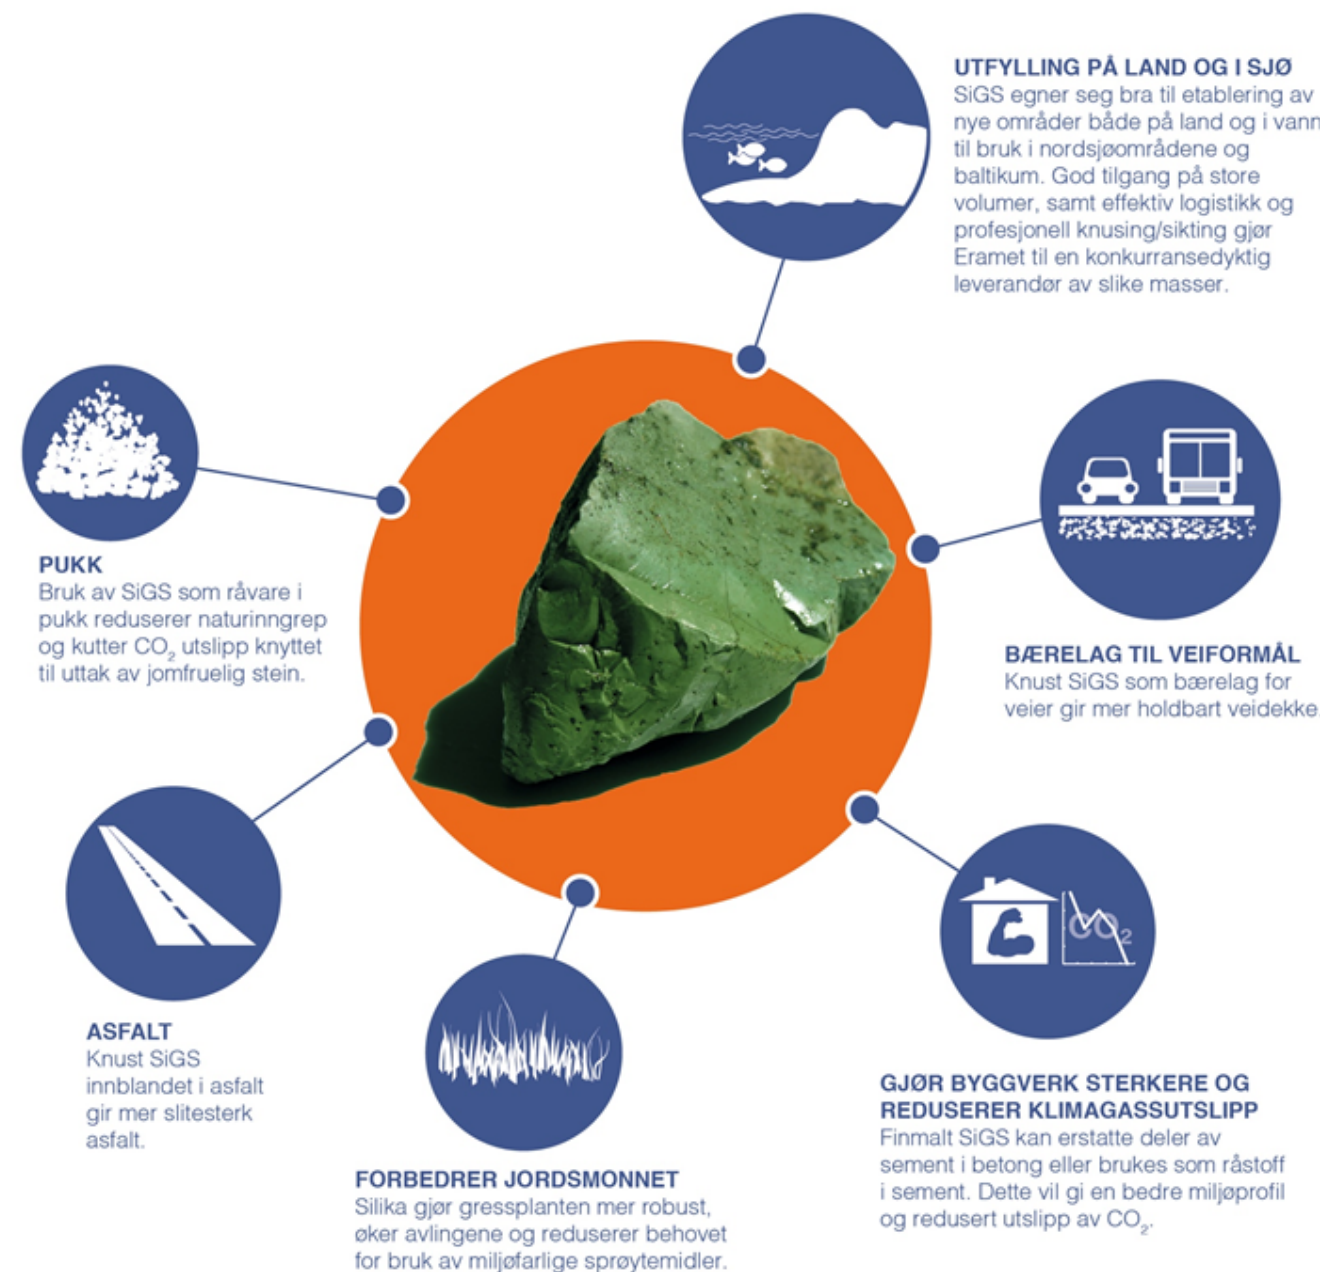 UTFYLLING PÅ LAND OG I SJØ
SiGS egner seg bra til etablering av
nye områder både på land og i vann
til bruk i nordsjøområdene og
baltikum. God tilgang på store
volumer, samt effektiv logistikk og
profesjonell knusing/sikting gjør
Eramet til en konkurransedyktig
leverandør av slike masser.
PUKK
Bruk av SiGS som råvare i
pukk reduserer naturinngrep
og kutter CO₂ utslipp knyttet
til uttak av jomfruelig stein.
BÆRELAG TIL VEIFORMÅL
Knust SiGS som bærelag for
veier gir mer holdbart veidekke.
ASFALT
Knust SiGS
innblandet i asfalt
gir mer slitesterk
asfalt.
CO₂
GJØR BYGGVERK STERKERE OG
REDUSERER KLIMAGASSUTSLIPP
Finmalt SiGS kan erstatte deler av
sement i betong eller brukes som råstoff
i sement. Dette vil gi en bedre miljøprofil
og redusert utslipp av CO₂.
FORBEDRER JORDSMONNET
Silika gjør gressplanten mer robust,
øker avlingene og reduserer behovet
for bruk av miljøfarlige sprøytemidler.